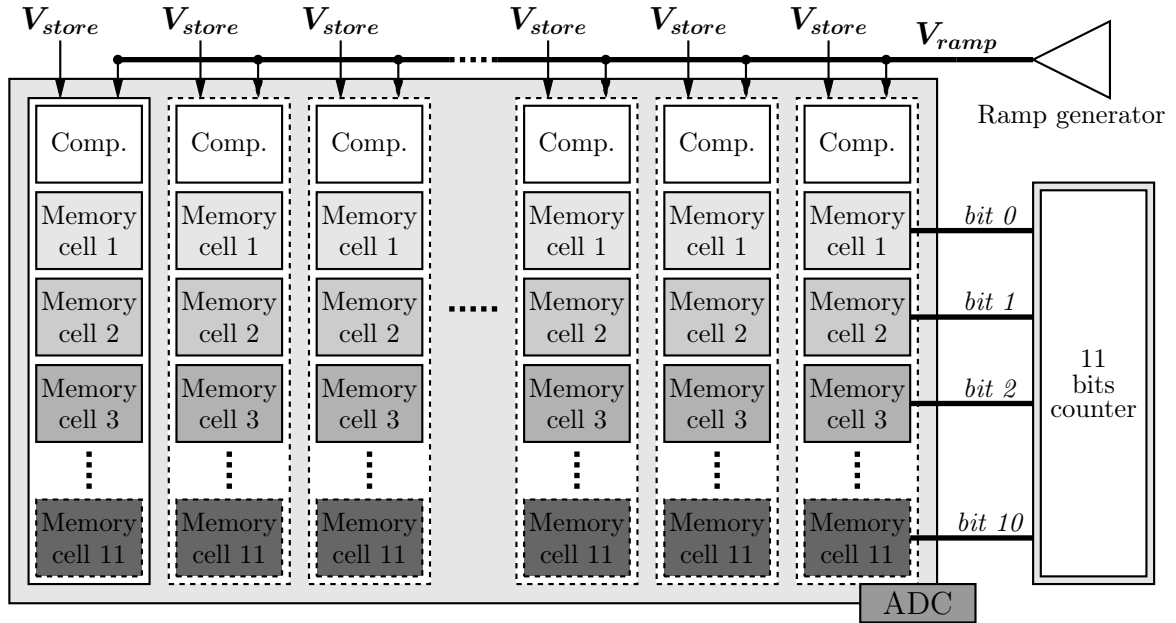 V_store V_store V_store V_store V_store V_store V_ramp
Ramp generator
Comp. Comp. Comp. Comp. Comp. Comp.
Memory Memory Memory Memory Memory Memory bit 0
cell 1 cell 1 cell 1 cell 1 cell 1 cell 1
Memory Memory Memory Memory Memory Memory bit 1
cell 2 cell 2 cell 2 cell 2 cell 2 cell 2
11
bits
counter
Memory Memory Memory Memory Memory Memory bit 2
cell 3 cell 3 cell 3 cell 3 cell 3 cell 3
Memory Memory Memory Memory Memory Memory bit 10
cell 11 cell 11 cell 11 cell 11 cell 11 cell 11
ADC